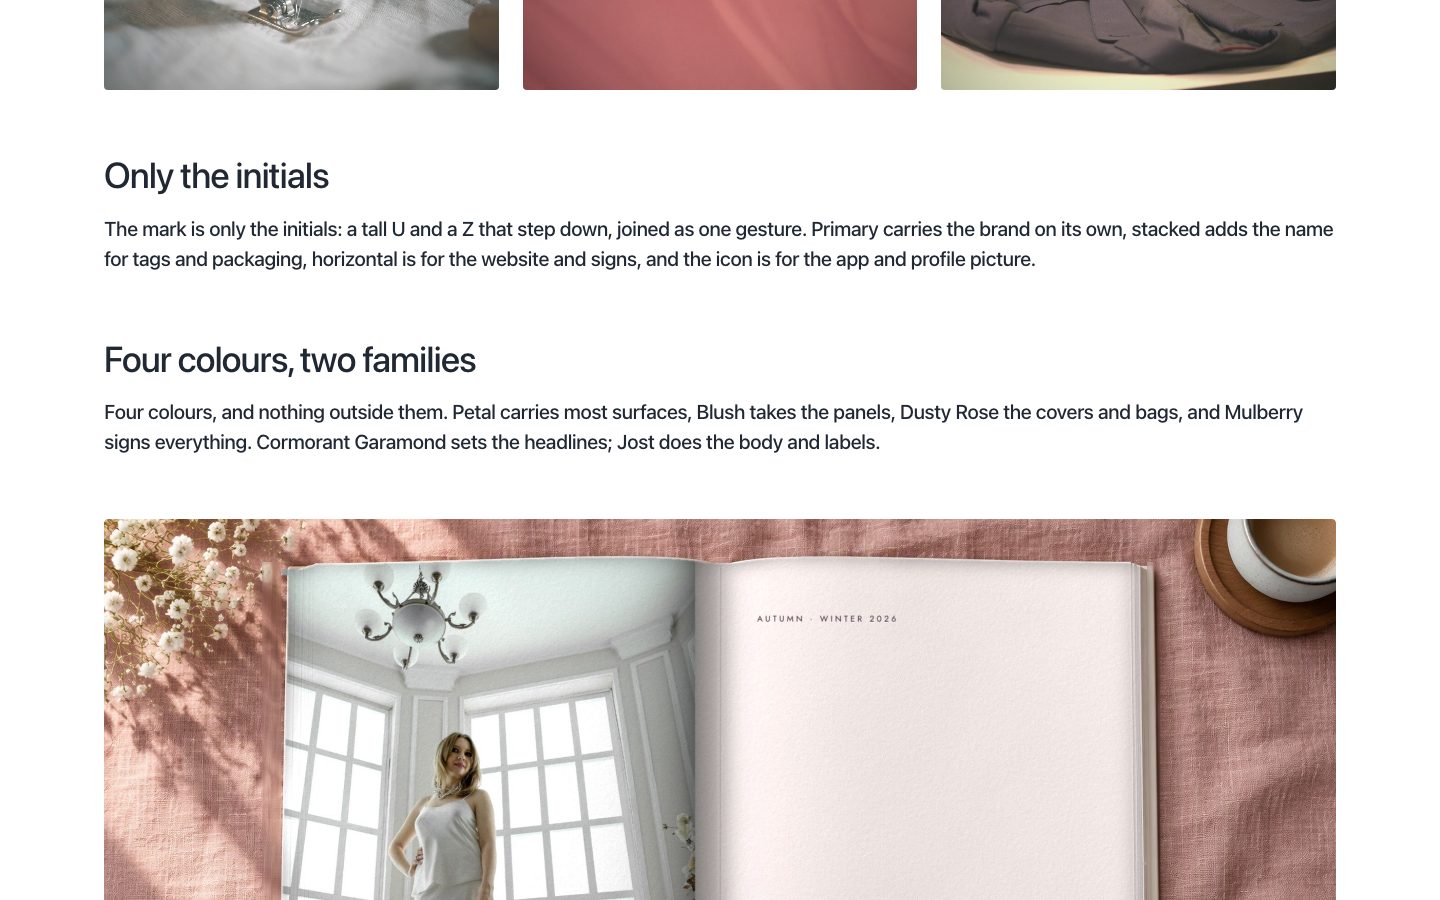 Only the initials
The mark is only the initials: a tall U and a Z that step down, joined as one gesture. Primary carries the brand on its own, stacked adds the name
for tags and packaging, horizontal is for the website and signs, and the icon is for the app and profile picture.
Four colours, two families
Four colours, and nothing outside them. Petal carries most surfaces, Blush takes the panels, Dusty Rose the covers and bags, and Mulberry
signs everything. Cormorant Garamond sets the headlines; Jost does the body and labels.
AUTUMN · WINTER 2026